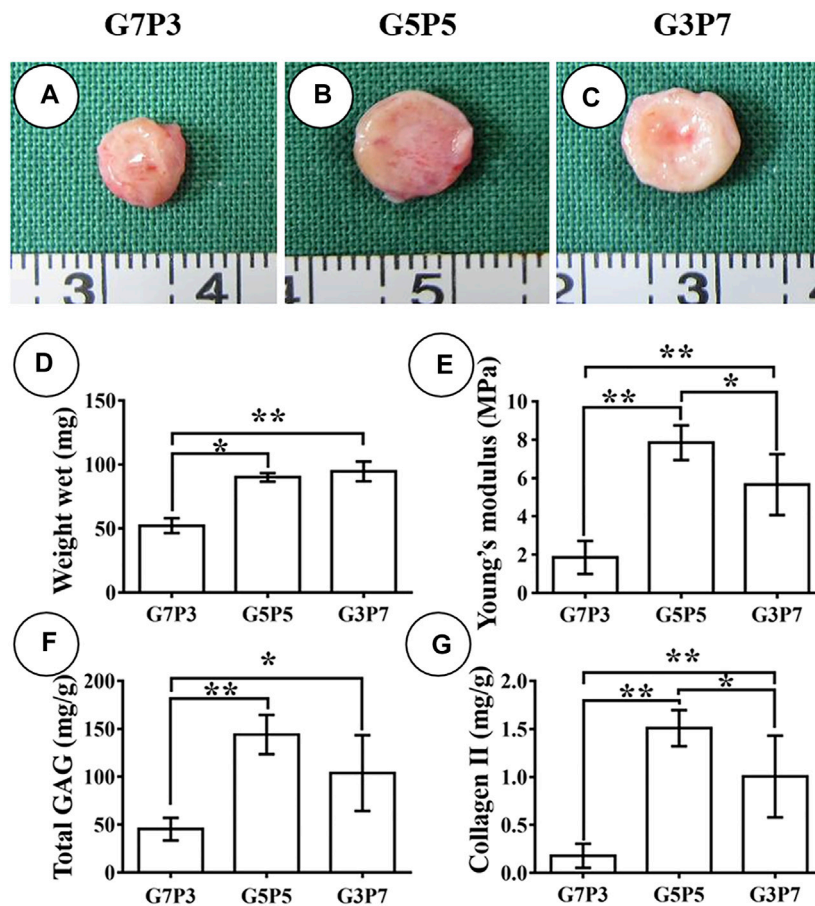 G7P3 G5P5 G3P7
A B C
3 4 4 5 2 3 4
D
Weight wet (mg)
150
100
50
0
* **
G7P3 G5P5 G3P7
E
Young's modulus (MPa)
10
8
6
4
2
0
** ** *
G7P3 G5P5 G3P7
F
Total GAG (mg/g)
200
150
100
50
0
** *
G7P3 G5P5 G3P7
G
Collagen II (mg/g)
2.0
1.5
1.0
0.5
0.0
** ** *
G7P3 G5P5 G3P7